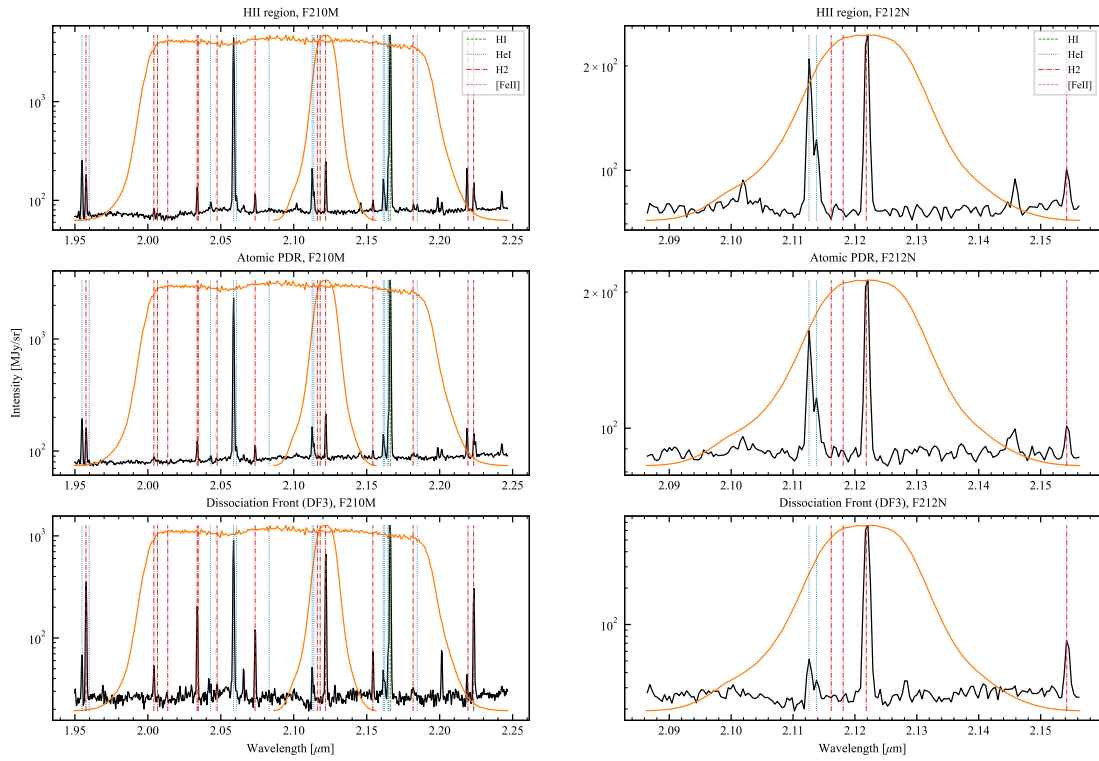 HII region, F210M
HII region, F212N
HI
HeI
H2
[FeII]
HI
HeI
H2
[FeII]
10³
10²
2 × 10²
10²
1.95 2.00 2.05 2.10 2.15 2.20 2.25
2.09 2.10 2.11 2.12 2.13 2.14 2.15
Atomic PDR, F210M
Atomic PDR, F212N
Intensity [MJy/sr]
10³
10²
2 × 10²
10²
1.95 2.00 2.05 2.10 2.15 2.20 2.25
2.09 2.10 2.11 2.12 2.13 2.14 2.15
Dissociation Front (DF3), F210M
Dissociation Front (DF3), F212N
10³
10²
10²
1.95 2.00 2.05 2.10 2.15 2.20 2.25
2.09 2.10 2.11 2.12 2.13 2.14 2.15
Wavelength [μm]
Wavelength [μm]